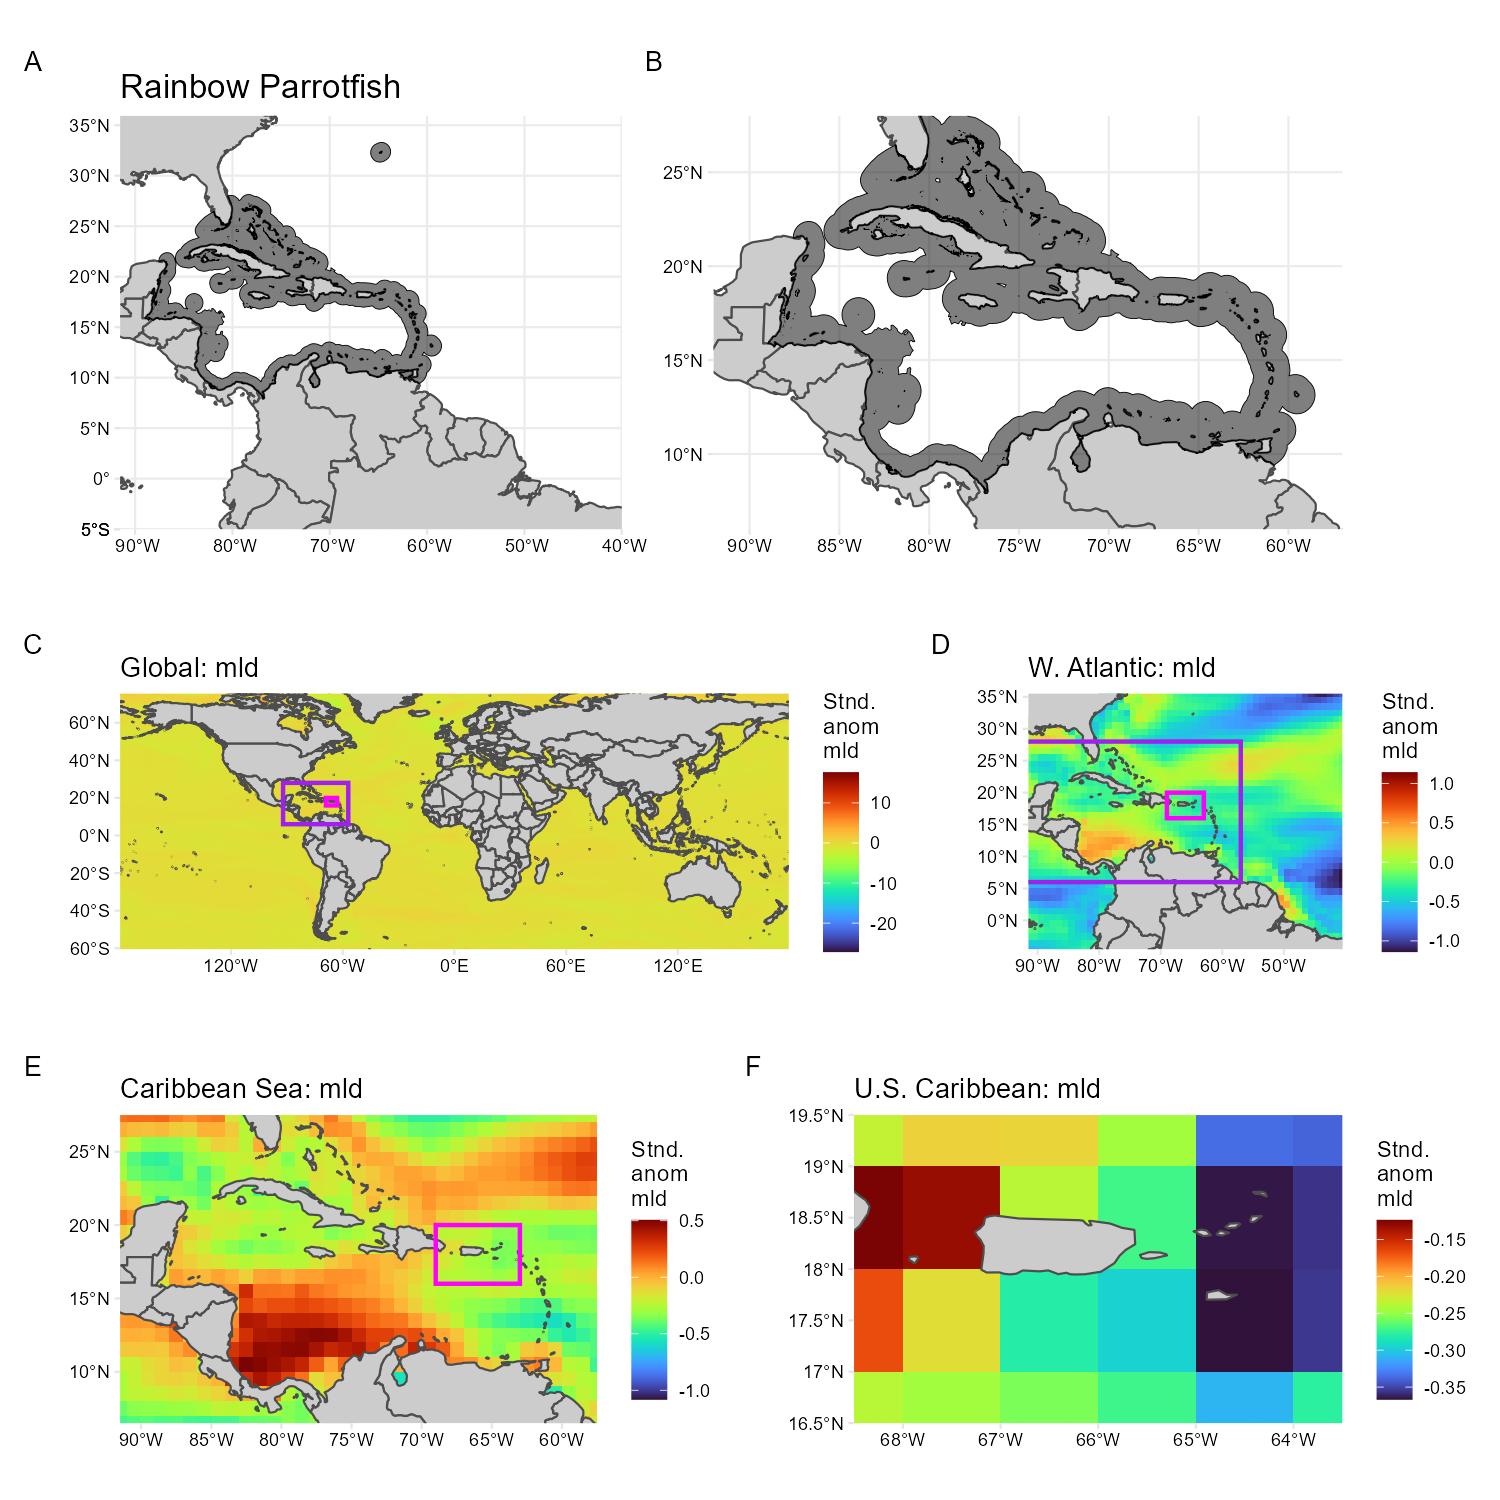 A
B
Rainbow Parrotfish
35°N
30°N
25°N
20°N
15°N
10°N
5°N
0°
5°S
90°W 80°W 70°W 60°W 50°W 40°W
25°N
20°N
15°N
10°N
90°W 85°W 80°W 75°W 70°W 65°W 60°W
C
D
Global: mld
60°N
40°N
20°N
0°N
20°S
40°S
60°S
120°W 60°W 0°E 60°E 120°E
Stnd.
anom
mld
10
0
-10
-20
W. Atlantic: mld
35°N
30°N
25°N
20°N
15°N
10°N
5°N
0°N
90°W 80°W 70°W 60°W 50°W
Stnd.
anom
mld
1.0
0.5
0.0
-0.5
-1.0
E
F
Caribbean Sea: mld
25°N
20°N
15°N
10°N
90°W 85°W 80°W 75°W 70°W 65°W 60°W
Stnd.
anom
mld
0.5
0.0
-0.5
-1.0
U.S. Caribbean: mld
19.5°N
19°N
18.5°N
18°N
17.5°N
17°N
16.5°N
68°W 67°W 66°W 65°W 64°W
Stnd.
anom
mld
-0.15
-0.20
-0.25
-0.30
-0.35